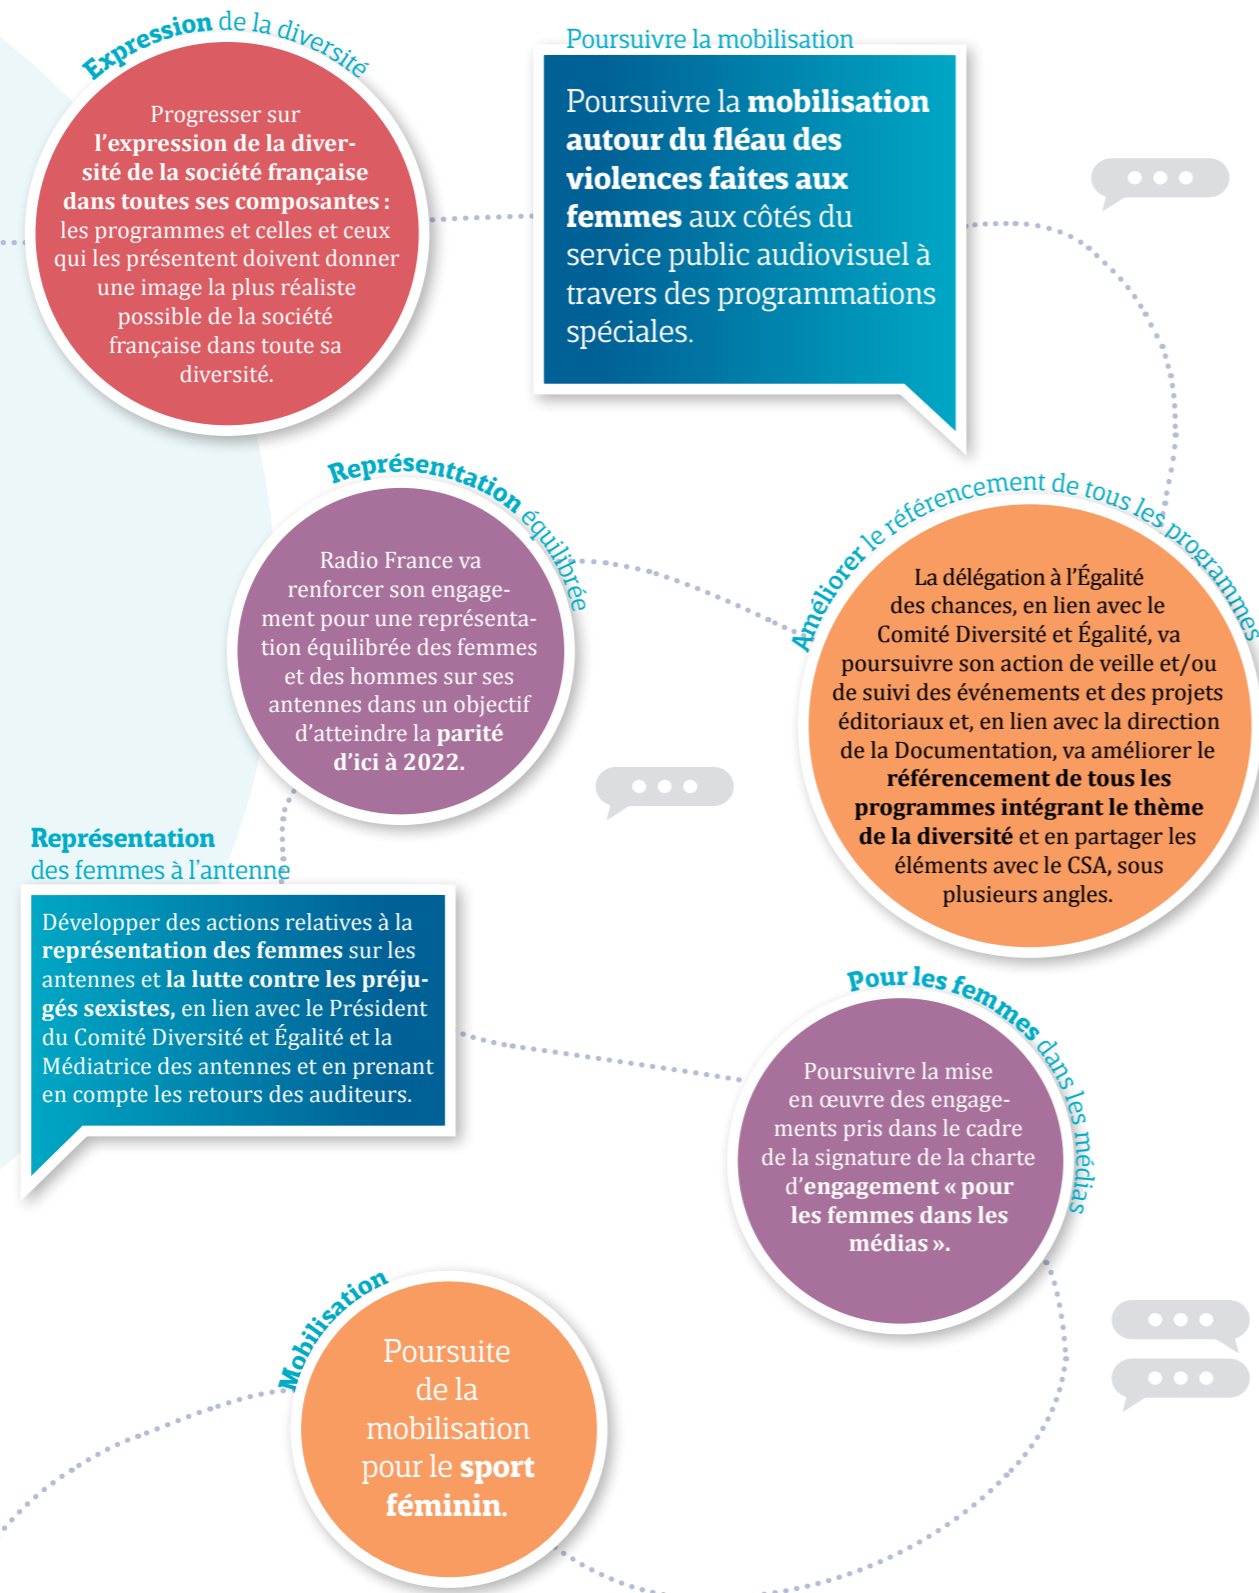 Expression de la diversité
Progresser sur
l'expression de la diver-
sité de la société française
dans toutes ses composantes :
les programmes et celles et ceux
qui les présentent doivent donner
une image la plus réaliste
possible de la société
française dans toute sa
diversité.
Poursuivre la mobilisation
Poursuivre la mobilisation
autour du fléau des
violences faites aux
femmes aux côtés du
service public audiovisuel à
travers des programmations
spéciales.
Améliorer le référencement de tous les programmes
La délégation à l'Égalité
des chances, en lien avec le
Comité Diversité et Égalité, va
poursuivre son action de veille et/ou
de suivi des événements et des projets
éditoriaux et, en lien avec la direction
de la Documentation, va améliorer le
référencement de tous les
programmes intégrant le thème
de la diversité et en partager les
éléments avec le CSA, sous
plusieurs angles.
Représenttation équilibrée
Radio France va
renforcer son engage-
ment pour une représenta-
tion équilibrée des femmes
et des hommes sur ses
antennes dans un objectif
d'atteindre la parité
d'ici à 2022.
Représentation
des femmes à l'antenne
Développer des actions relatives à la
représentation des femmes sur les
antennes et la lutte contre les préju-
gés sexistes, en lien avec le Président
du Comité Diversité et Égalité et la
Médiatrice des antennes et en prenant
en compte les retours des auditeurs.
Pour les femmes dans les médias
Poursuivre la mise
en œuvre des engage-
ments pris dans le cadre
de la signature de la charte
d'engagement « pour
les femmes dans les
médias ».
Mobilisation
Poursuite
de la
mobilisation
pour le sport
féminin.